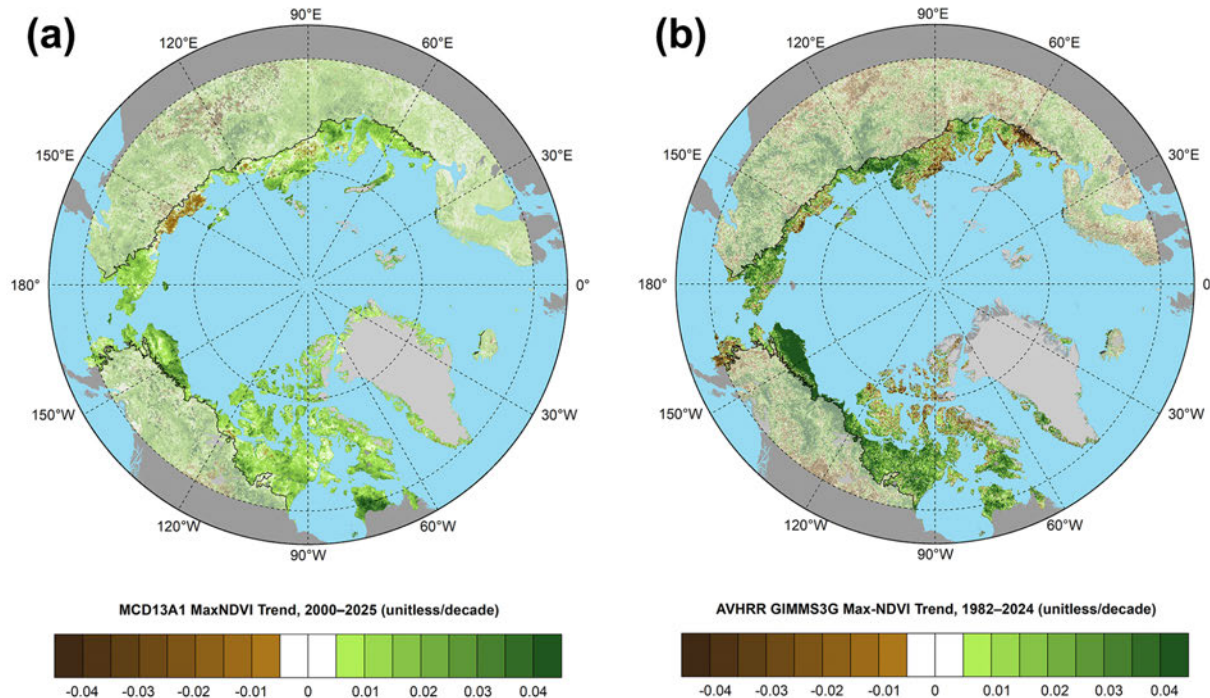 (a)
90°E
120°E
60°E
150°E
30°E
180°
0°
150°W
30°W
120°W
60°W
90°W
MCD13A1 MaxNDVI Trend, 2000–2025 (unitless/decade)
-0.04 -0.03 -0.02 -0.01 0 0.01 0.02 0.03 0.04
(b)
90°E
120°E
60°E
150°E
30°E
180°
0
150°W
30°W
120°W
60°W
90°W
AVHRR GIMMS3G Max-NDVI Trend, 1982–2024 (unitless/decade)
-0.04 -0.03 -0.02 -0.01 0 0.01 0.02 0.03 0.04